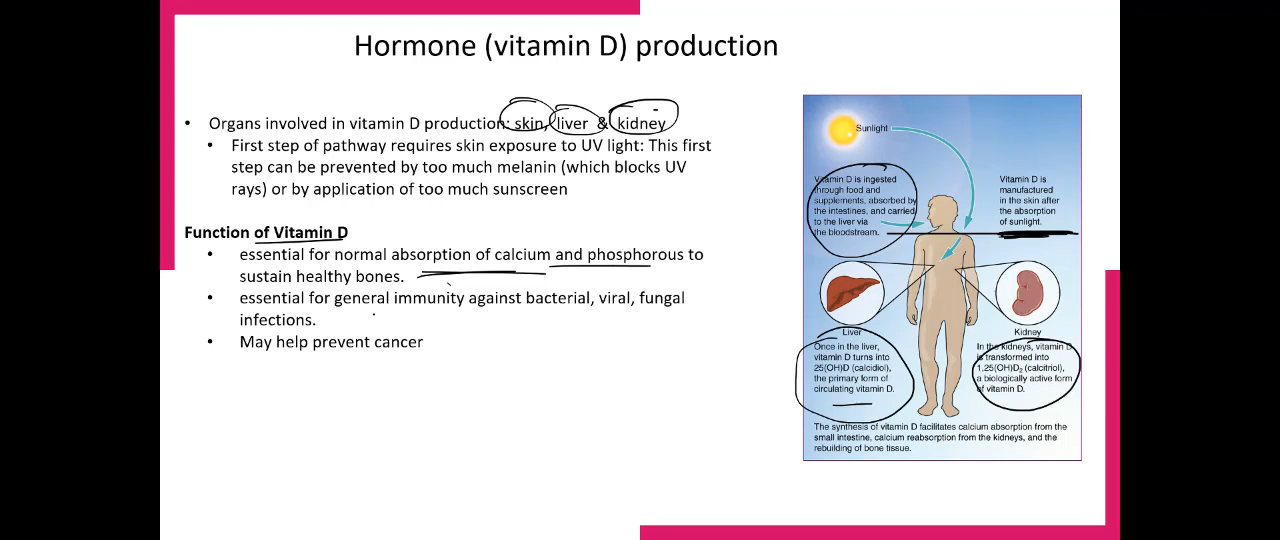 Hormone (vitamin D) production
• Organs involved in vitamin D production: skin, liver & kidney
• First step of pathway requires skin exposure to UV light: This first
step can be prevented by too much melanin (which blocks UV
rays) or by application of too much sunscreen
Function of Vitamin D
• essential for normal absorption of calcium and phosphorous to
sustain healthy bones.
• essential for general immunity against bacterial, viral, fungal
infections.
• May help prevent cancer
Sunlight
Vitamin D is ingested
through food and
supplements, absorbed by
the intestines, and carried
to the liver via
the bloodstream.
Vitamin D is
manufactured
in the skin after
the absorption
of sunlight.
Liver
Once in the liver,
vitamin D turns into
25(OH)D (calcidiol),
the primary form of
circulating vitamin D.
Kidney
In the kidneys, vitamin D
is transformed into
1,25(OH)D₂ (calcitriol),
a biologically active form
of vitamin D.
The synthesis of vitamin D facilitates calcium absorption from the
small intestine, calcium reabsorption from the kidneys, and the
rebuilding of bone tissue.